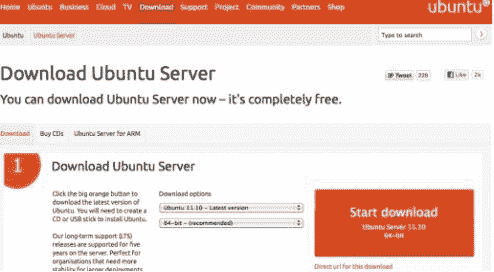 Home Ubuntu Business Cloud TV Download Support Project Community Partners Shop
ubuntu
Ubuntu Ubuntu Server
Type to search
Download Ubuntu Server
Tweet
Like 2k
You can download Ubuntu Server now – it's completely free.
Download Buy CDs Ubuntu Server for ARM
1
Download Ubuntu Server
Click the big orange button to
download the latest version of
Ubuntu. You will need to create a
CD or USB stick to install Ubuntu.
Our long-term support (LTS)
releases are supported for five
years on the server. Perfect for
organisations that need more
stability for larger deployments
Download options
Ubuntu 11.10 – Latest version
64-bit – (recommended)
Start download
Ubuntu Server 11.10
64-bit
Direct url for this download